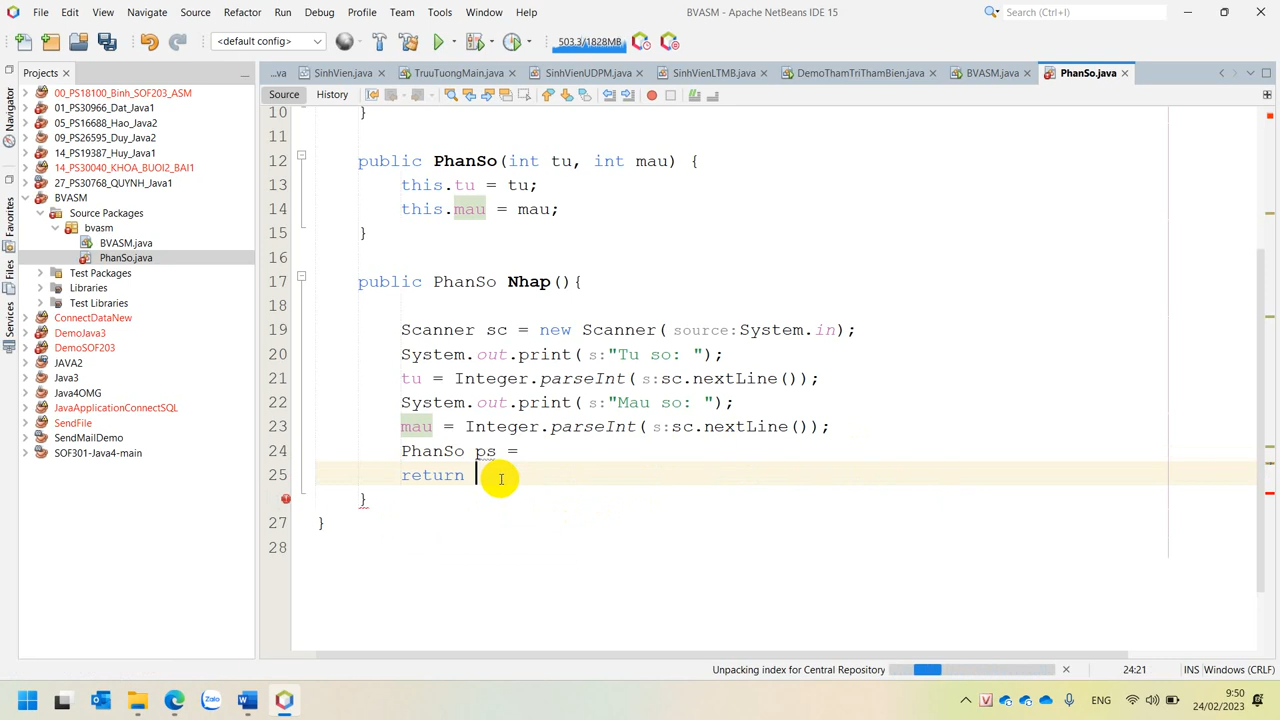 File Edit View Navigate Source Refactor Run Debug Profile Team Tools Window Help
BVASM - Apache NetBeans IDE 15
Search (Ctrl+I)
<default config>
503.3/1828MB
Projects
...va
SinhVien.java
TruuTuongMain.java
SinhVienUDPM.java
SinhVienLTMB.java
DemoThamTriThamBien.java
BVASM.java
PhanSo.java
Source History
Navigator
Favorites
Files
Services
00_PS18100_Binh_SOF203_ASM
01_PS30966_Dat_Java1
05_PS16688_Hao_Java2
09_PS26595_Duy_Java2
14_PS19387_Huy_Java1
14_PS30040_KHOA_BUOI2_BAI1
27_PS30768_QUYNH_Java1
BVASM
Source Packages
bvasm
BVASM.java
PhanSo.java
Test Packages
Libraries
Test Libraries
ConnectDataNew
DemoJava3
DemoSOF203
JAVA2
Java3
Java4OMG
JavaApplicationConnectSQL
SendFile
SendMailDemo
SOF301-Java4-main
10 }
11
12 public PhanSo(int tu, int mau) {
13 this.tu = tu;
14 this.mau = mau;
15 }
16
17 public PhanSo Nhap(){
18
19 Scanner sc = new Scanner(source:System.in);
20 System.out.print(s:"Tu so: ");
21 tu = Integer.parseInt(s:sc.nextLine());
22 System.out.print(s:"Mau so: ");
23 mau = Integer.parseInt(s:sc.nextLine());
24 PhanSo ps =
25 return
}
27 }
28
Unpacking index for Central Repository
24:21
INS Windows (CRLF)
Zalo
ENG
9:50
24/02/2023